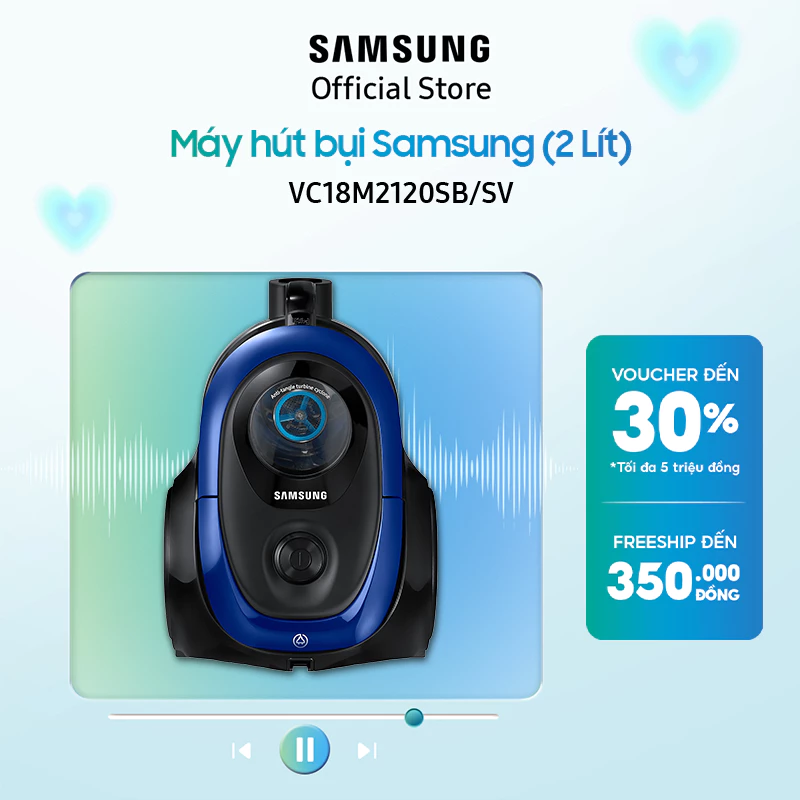 SAMSUNG
Official Store
Máy hút bụi Samsung (2 Lít)
VC18M2120SB/SV
Anti-tangle turbine cyclone
SAMSUNG
VOUCHER ĐẾN
30%
*Tối đa 5 triệu đồng
FREESHIP ĐẾN
350.000
ĐỒNG